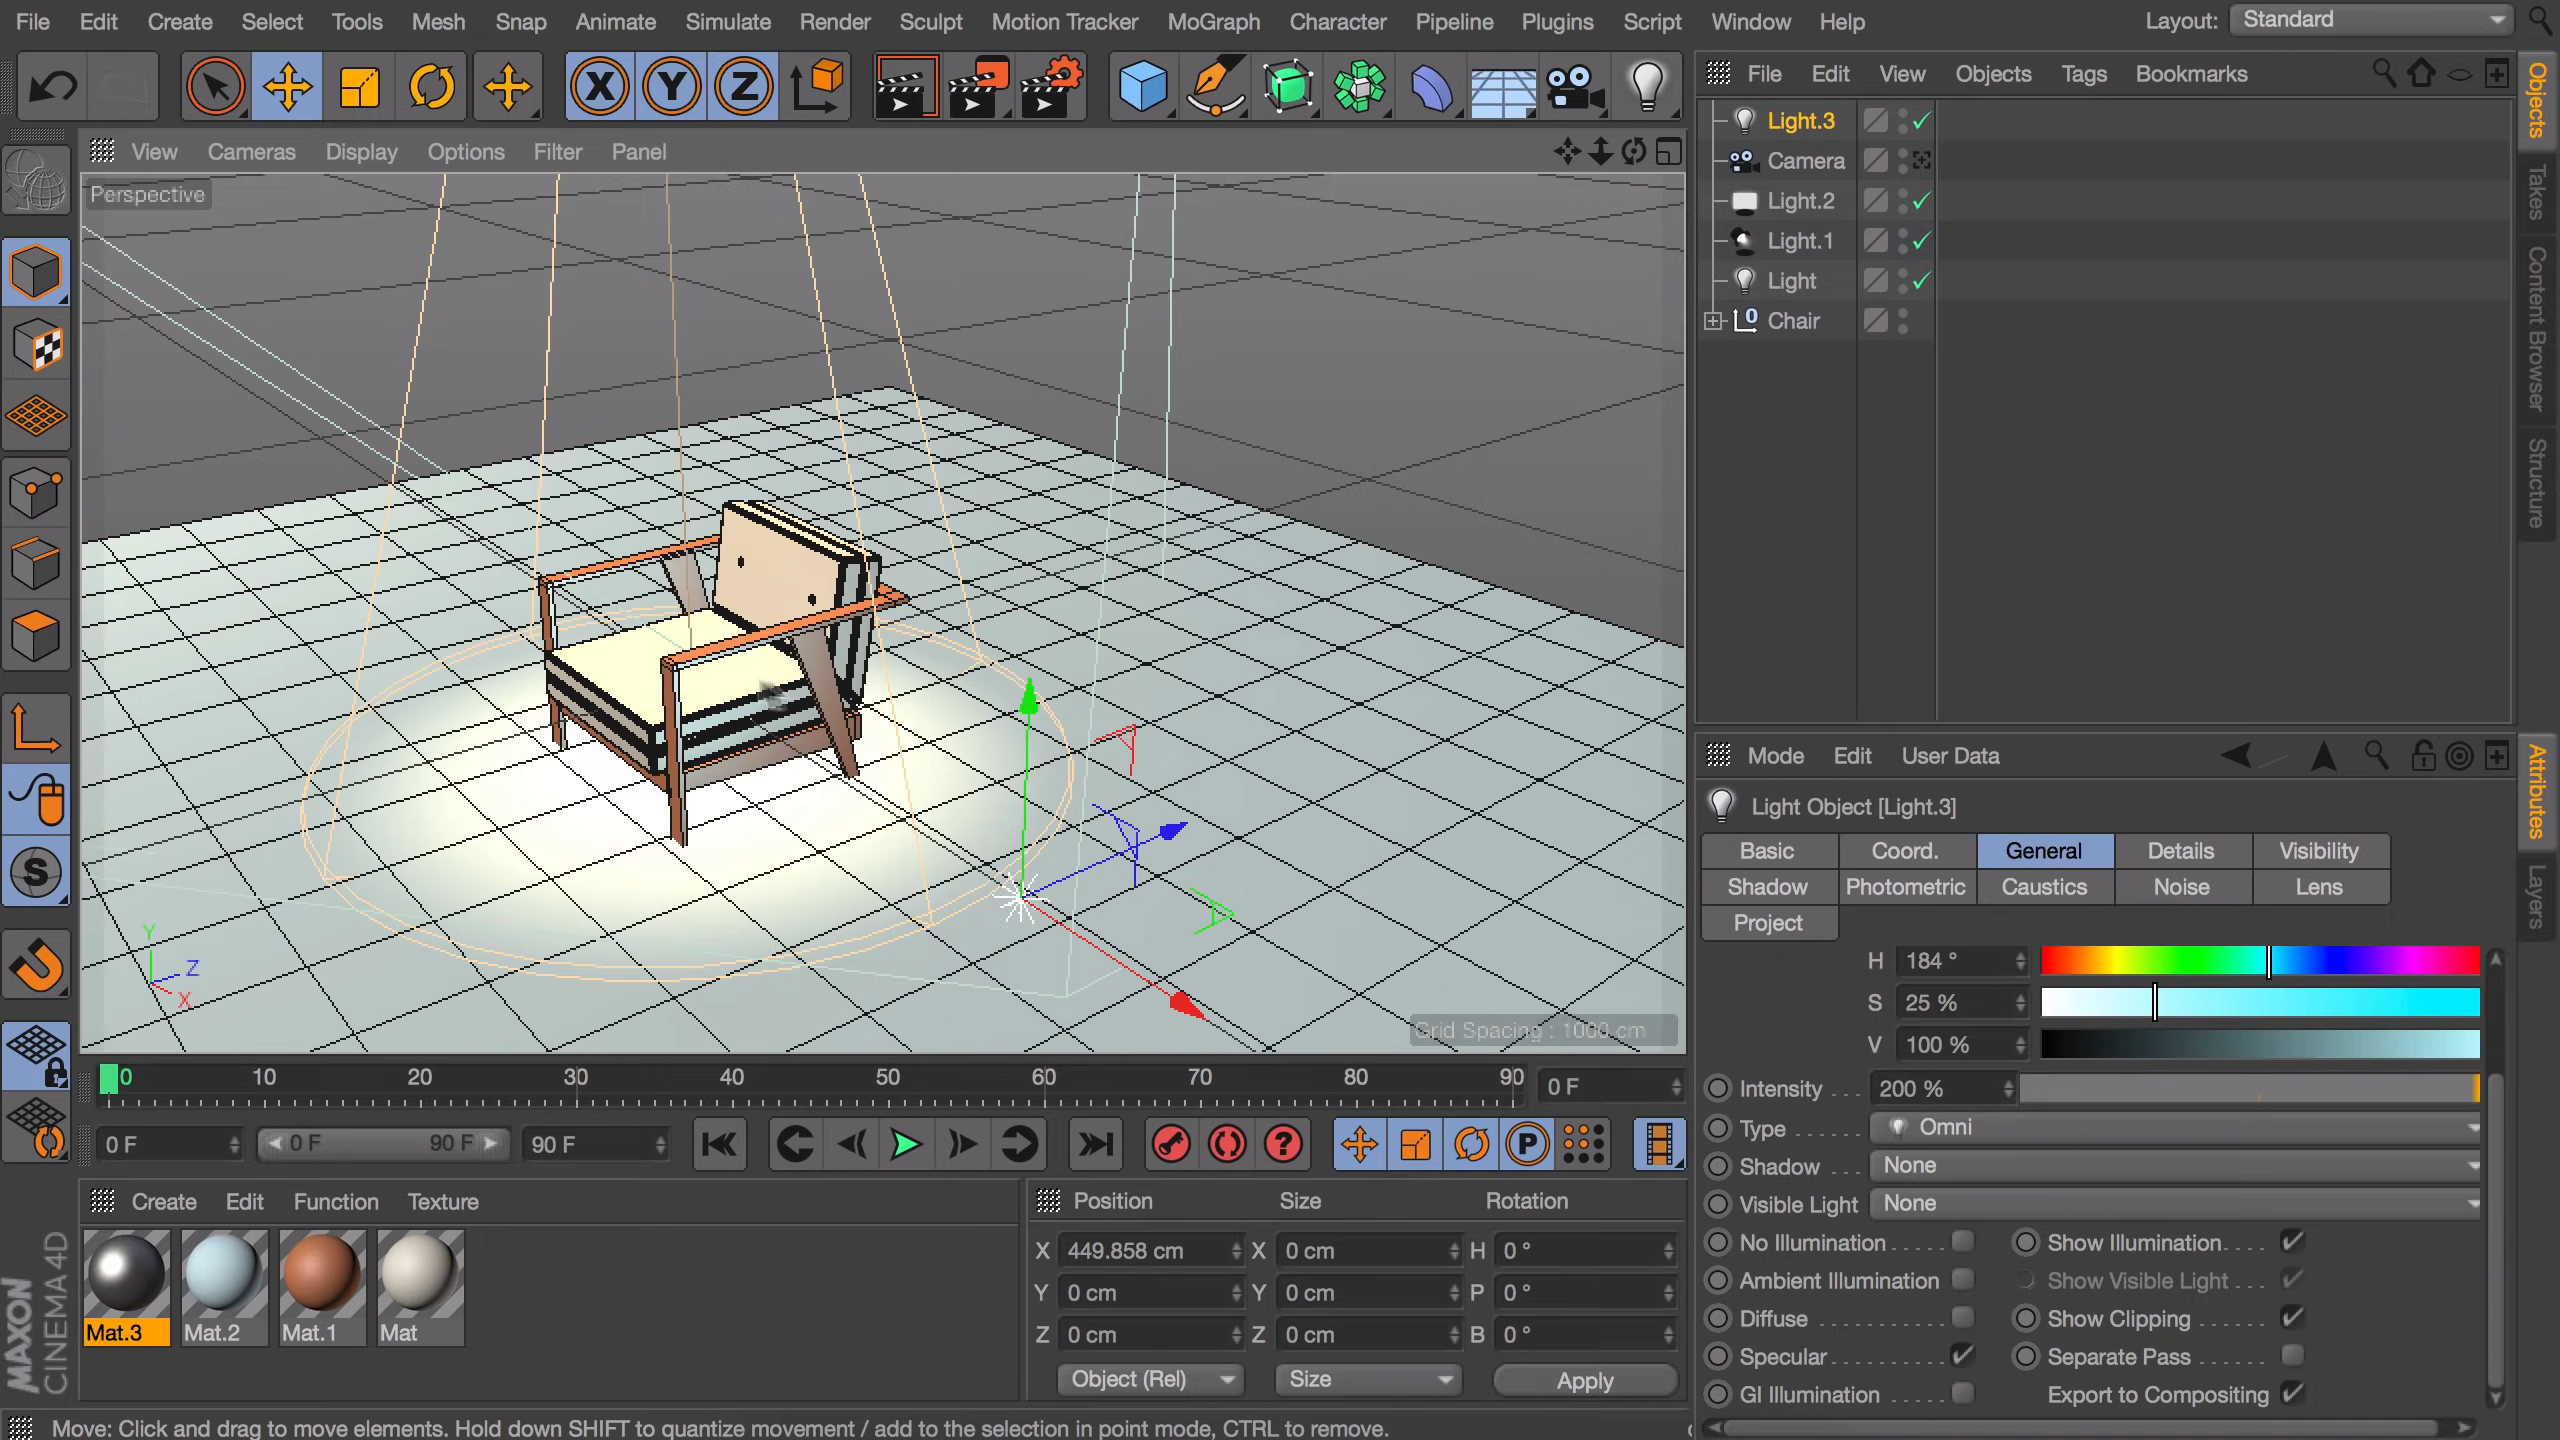 File Edit Create Select Tools Mesh Snap Animate Simulate Render Sculpt Motion Tracker MoGraph Character Pipeline Plugins Script Window Help Layout: Standard
X Y Z
File Edit View Objects Tags Bookmarks
Objects
Takes
Content Browser
Structure
View Cameras Display Options Filter Panel
Perspective
Light.3
Camera
Light.2
Light.1
Light
0 Chair
S
Y
Z
X
Grid Spacing : 1000 cm
Mode Edit User Data
Attributes
Layers
Light Object [Light.3]
Basic Coord. General Details Visibility
Shadow Photometric Caustics Noise Lens
Project
H 184 °
S 25 %
V 100 %
Intensity . . . 200 %
Type . . . . . . Omni
Shadow . . . None
Visible Light None
No Illumination . . . . . Show Illumination. . . .
Ambient Illumination Show Visible Light . . .
Diffuse . . . . . . . . . . . Show Clipping . . . . . .
Specular. . . . . . . . . . Separate Pass . . . . . .
GI Illumination . . . . . Export to Compositing
0 10 20 30 40 50 60 70 80 90 0 F
0 F 0 F 90 F 90 F ? P
Create Edit Function Texture
Mat.3 Mat.2 Mat.1 Mat
Position Size Rotation
X 449.858 cm X 0 cm H 0 °
Y 0 cm Y 0 cm P 0 °
Z 0 cm Z 0 cm B 0 °
Object (Rel) Size Apply
MAXON
CINEMA 4D
Move: Click and drag to move elements. Hold down SHIFT to quantize movement / add to the selection in point mode, CTRL to remove.